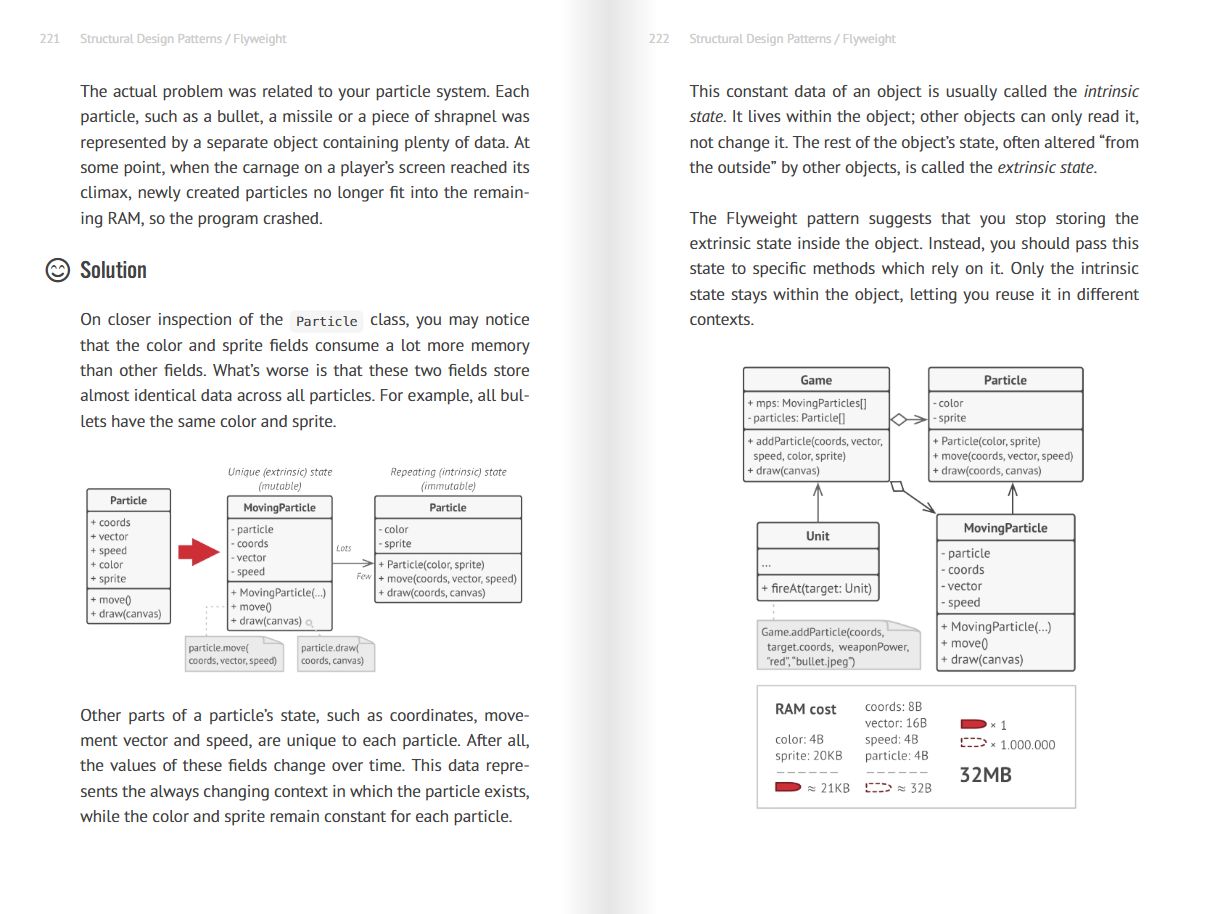 221 Structural Design Patterns / Flyweight
The actual problem was related to your particle system. Each
particle, such as a bullet, a missile or a piece of shrapnel was
represented by a separate object containing plenty of data. At
some point, when the carnage on a player’s screen reached its
climax, newly created particles no longer fit into the remain-
ing RAM, so the program crashed.
Solution
On closer inspection of the Particle class, you may notice
that the color and sprite fields consume a lot more memory
than other fields. What’s worse is that these two fields store
almost identical data across all particles. For example, all bul-
lets have the same color and sprite.
Particle
+ coords
+ vector
+ speed
+ color
+ sprite
+ move()
+ draw(canvas)
Unique (extrinsic) state
(mutable)
MovingParticle
- particle
- coords
- vector
- speed
+ MovingParticle(...)
+ move()
+ draw(canvas)
particle.move(
coords, vector, speed)
particle.draw(
coords, canvas)
Lots
Few
Repeating (intrinsic) state
(immutable)
Particle
- color
- sprite
+ Particle(color, sprite)
+ move(coords, vector, speed)
+ draw(coords, canvas)
Other parts of a particle’s state, such as coordinates, move-
ment vector and speed, are unique to each particle. After all,
the values of these fields change over time. This data repre-
sents the always changing context in which the particle exists,
while the color and sprite remain constant for each particle.
222 Structural Design Patterns / Flyweight
This constant data of an object is usually called the intrinsic
state. It lives within the object; other objects can only read it,
not change it. The rest of the object’s state, often altered “from
the outside” by other objects, is called the extrinsic state.
The Flyweight pattern suggests that you stop storing the
extrinsic state inside the object. Instead, you should pass this
state to specific methods which rely on it. Only the intrinsic
state stays within the object, letting you reuse it in different
contexts.
Game
+ mps: MovingParticles[]
- particles: Particle[]
+ addParticle(coords, vector,
speed, color, sprite)
+ draw(canvas)
Particle
- color
- sprite
+ Particle(color, sprite)
+ move(coords, vector, speed)
+ draw(coords, canvas)
Unit
...
+ fireAt(target: Unit)
Game.addParticle(coords,
target.coords, weaponPower,
"red","bullet.jpeg")
MovingParticle
- particle
- coords
- vector
- speed
+ MovingParticle(...)
+ move()
+ draw(canvas)
RAM cost
color: 4B
sprite: 20KB
≈ 21KB
coords: 8B
vector: 16B
speed: 4B
particle: 4B
≈ 32B
× 1
× 1.000.000
32MB